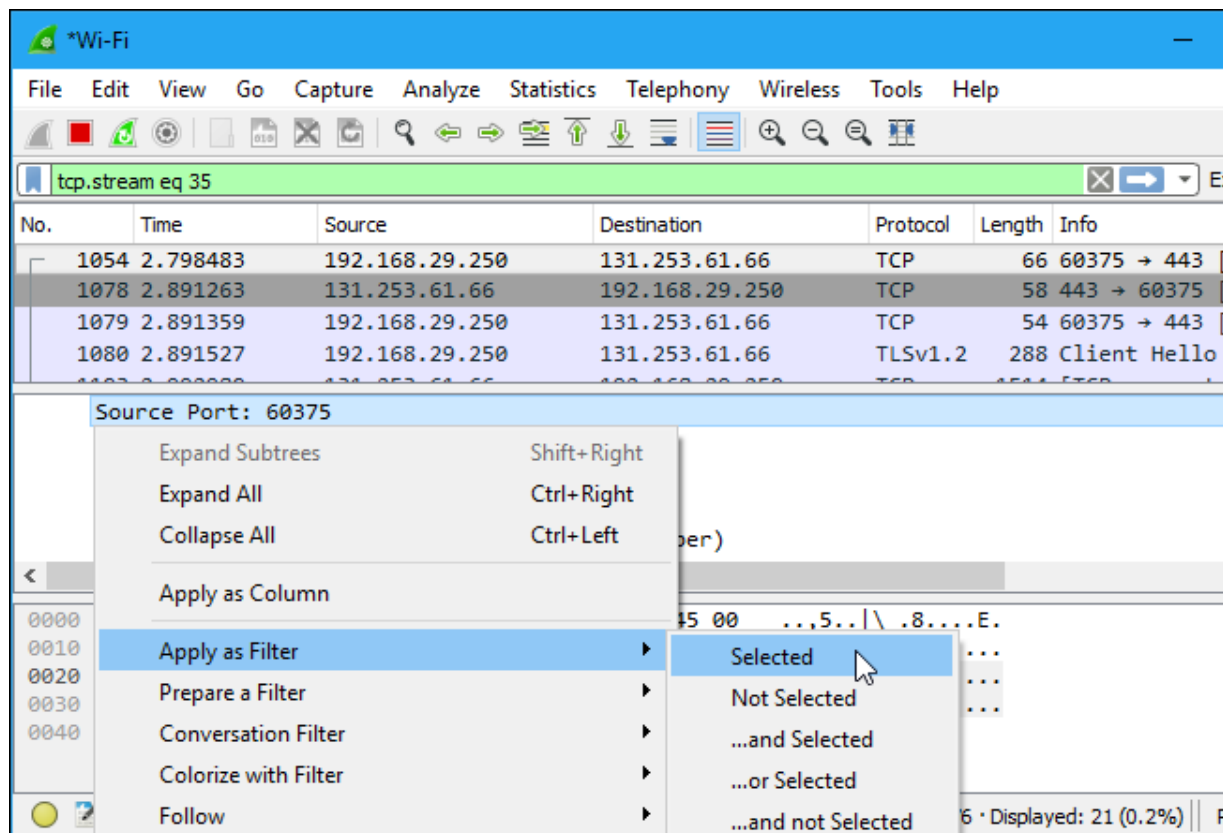 *Wi-Fi
File Edit View Go Capture Analyze Statistics Telephony Wireless Tools Help
tcp.stream eq 35
No. Time Source Destination Protocol Length Info
1054 2.798483 192.168.29.250 131.253.61.66 TCP 66 60375 → 443 [
1078 2.891263 131.253.61.66 192.168.29.250 TCP 58 443 → 60375 [
1079 2.891359 192.168.29.250 131.253.61.66 TCP 54 60375 → 443 [
1080 2.891527 192.168.29.250 131.253.61.66 TLSv1.2 288 Client Hello
Source Port: 60375
Expand Subtrees Shift+Right
Expand All Ctrl+Right
Collapse All Ctrl+Left
Apply as Column
0000 45 00 ..,5..|\ .8....E.
0010 Apply as Filter Selected ...
0020 Prepare a Filter Not Selected ...
0030 ...
0040 Conversation Filter ...and Selected
Colorize with Filter ...or Selected
Follow ...and not Selected
· Displayed: 21 (0.2%)